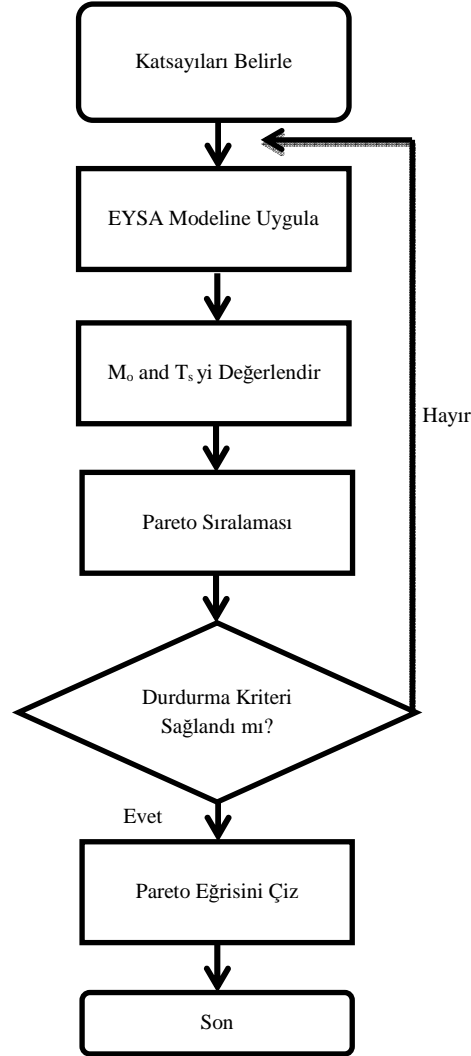 Katsayıları Belirle
EYSA Modeline Uygula
Mₒ and Tₛ yi Değerlendir
Hayır
Pareto Sıralaması
Durdurma Kriteri
Sağlandı mı?
Evet
Pareto Eğrisini Çiz
Son